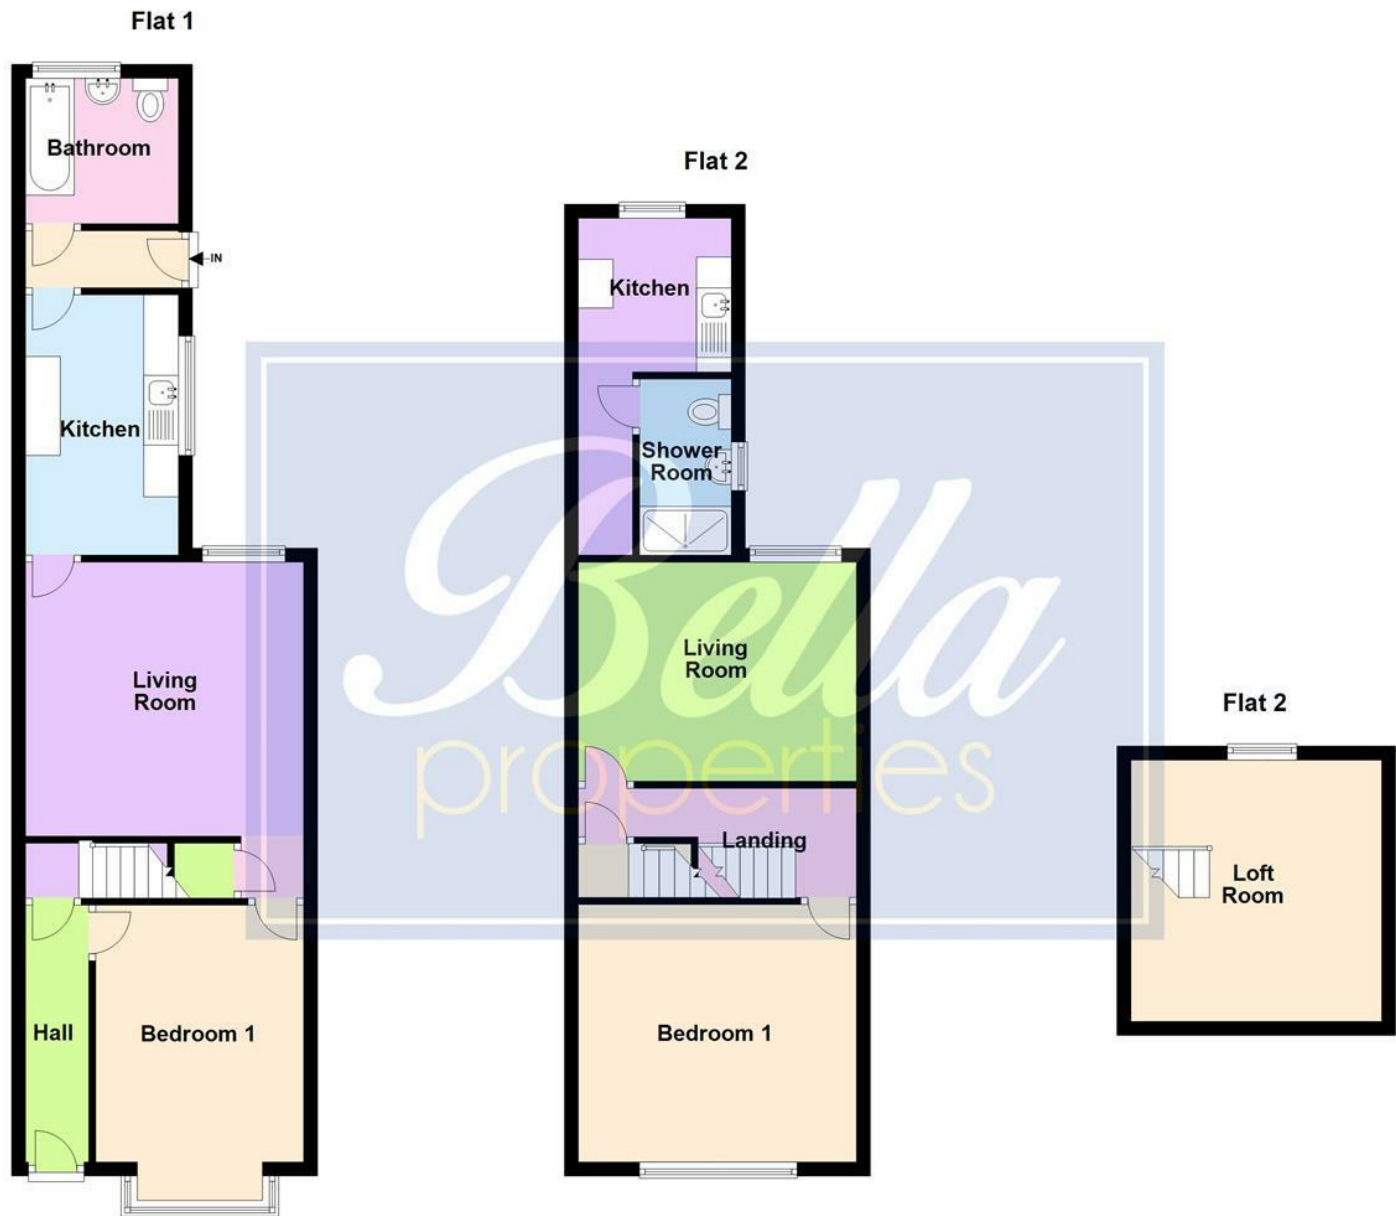 Flat 1
Bathroom
IN
Kitchen
Living
Room
Hall
Bedroom 1
Flat 2
Kitchen
Shower
Room
Living
Room
Landing
Bedroom 1
Flat 2
Loft
Room
Bella
properties